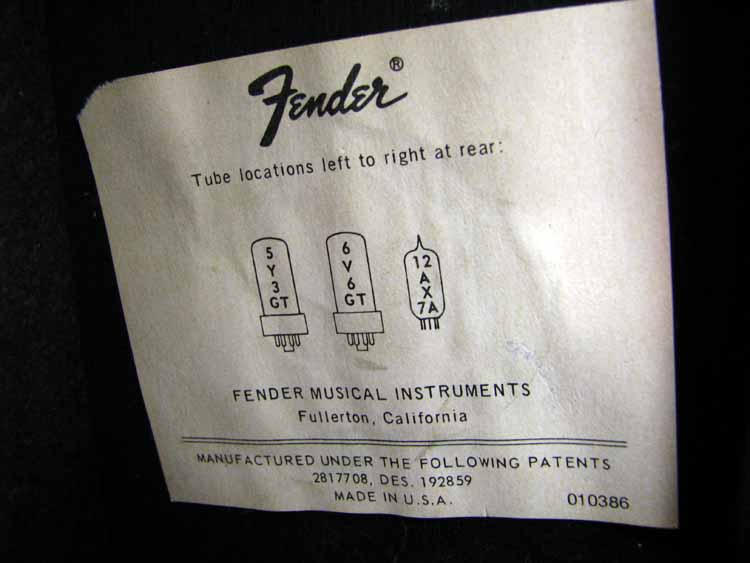 Fender®
Tube locations left to right at rear:
5
Y
3
GT
6
V
6
GT
12
A
X
7A
FENDER MUSICAL INSTRUMENTS
Fullerton, California
MANUFACTURED UNDER THE FOLLOWING PATENTS
2817708, DES. 192859
MADE IN U.S.A.
010386